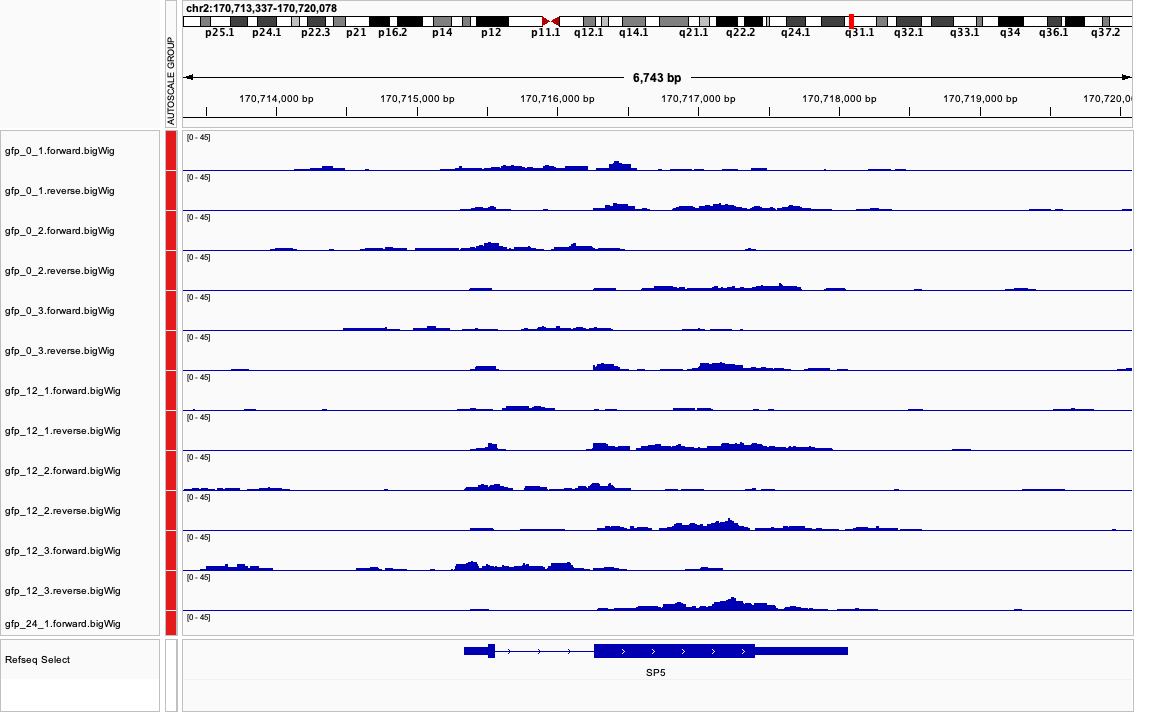 chr2:170,713,337-170,720,078
p25.1 p24.1 p22.3 p21 p16.2 p14 p12 p11.1 q12.1 q14.1 q21.1 q22.2 q24.1 q31.1 q32.1 q33.1 q34 q36.1 q37.2
AUTOSCALE GROUP
6,743 bp
170,714,000 bp 170,715,000 bp 170,716,000 bp 170,717,000 bp 170,718,000 bp 170,719,000 bp 170,720,0
[0 - 45]
gfp_0_1.forward.bigWig
[0 - 45]
gfp_0_1.reverse.bigWig
[0 - 45]
gfp_0_2.forward.bigWig
[0 - 45]
gfp_0_2.reverse.bigWig
[0 - 45]
gfp_0_3.forward.bigWig
[0 - 45]
gfp_0_3.reverse.bigWig
[0 - 45]
gfp_12_1.forward.bigWig
[0 - 45]
gfp_12_1.reverse.bigWig
[0 - 45]
gfp_12_2.forward.bigWig
[0 - 45]
gfp_12_2.reverse.bigWig
[0 - 45]
gfp_12_3.forward.bigWig
[0 - 45]
gfp_12_3.reverse.bigWig
[0 - 45]
gfp_24_1.forward.bigWig
Refseq Select
SP5